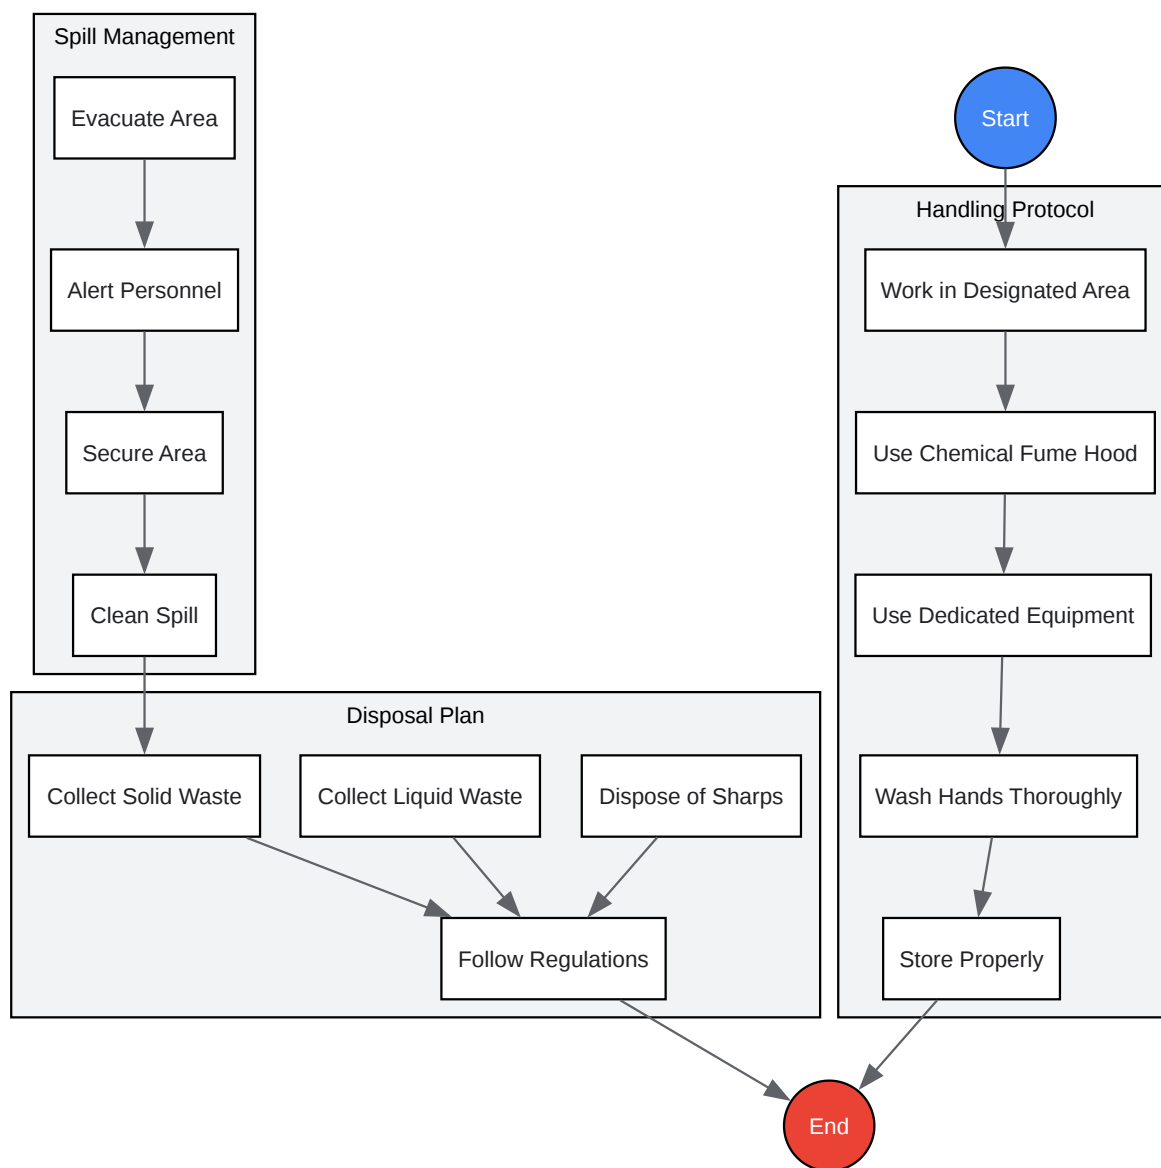 Spill Management
Evacuate Area
Alert Personnel
Secure Area
Clean Spill
Start
Handling Protocol
Work in Designated Area
Use Chemical Fume Hood
Use Dedicated Equipment
Wash Hands Thoroughly
Store Properly
Disposal Plan
Collect Solid Waste
Collect Liquid Waste
Dispose of Sharps
Follow Regulations
End